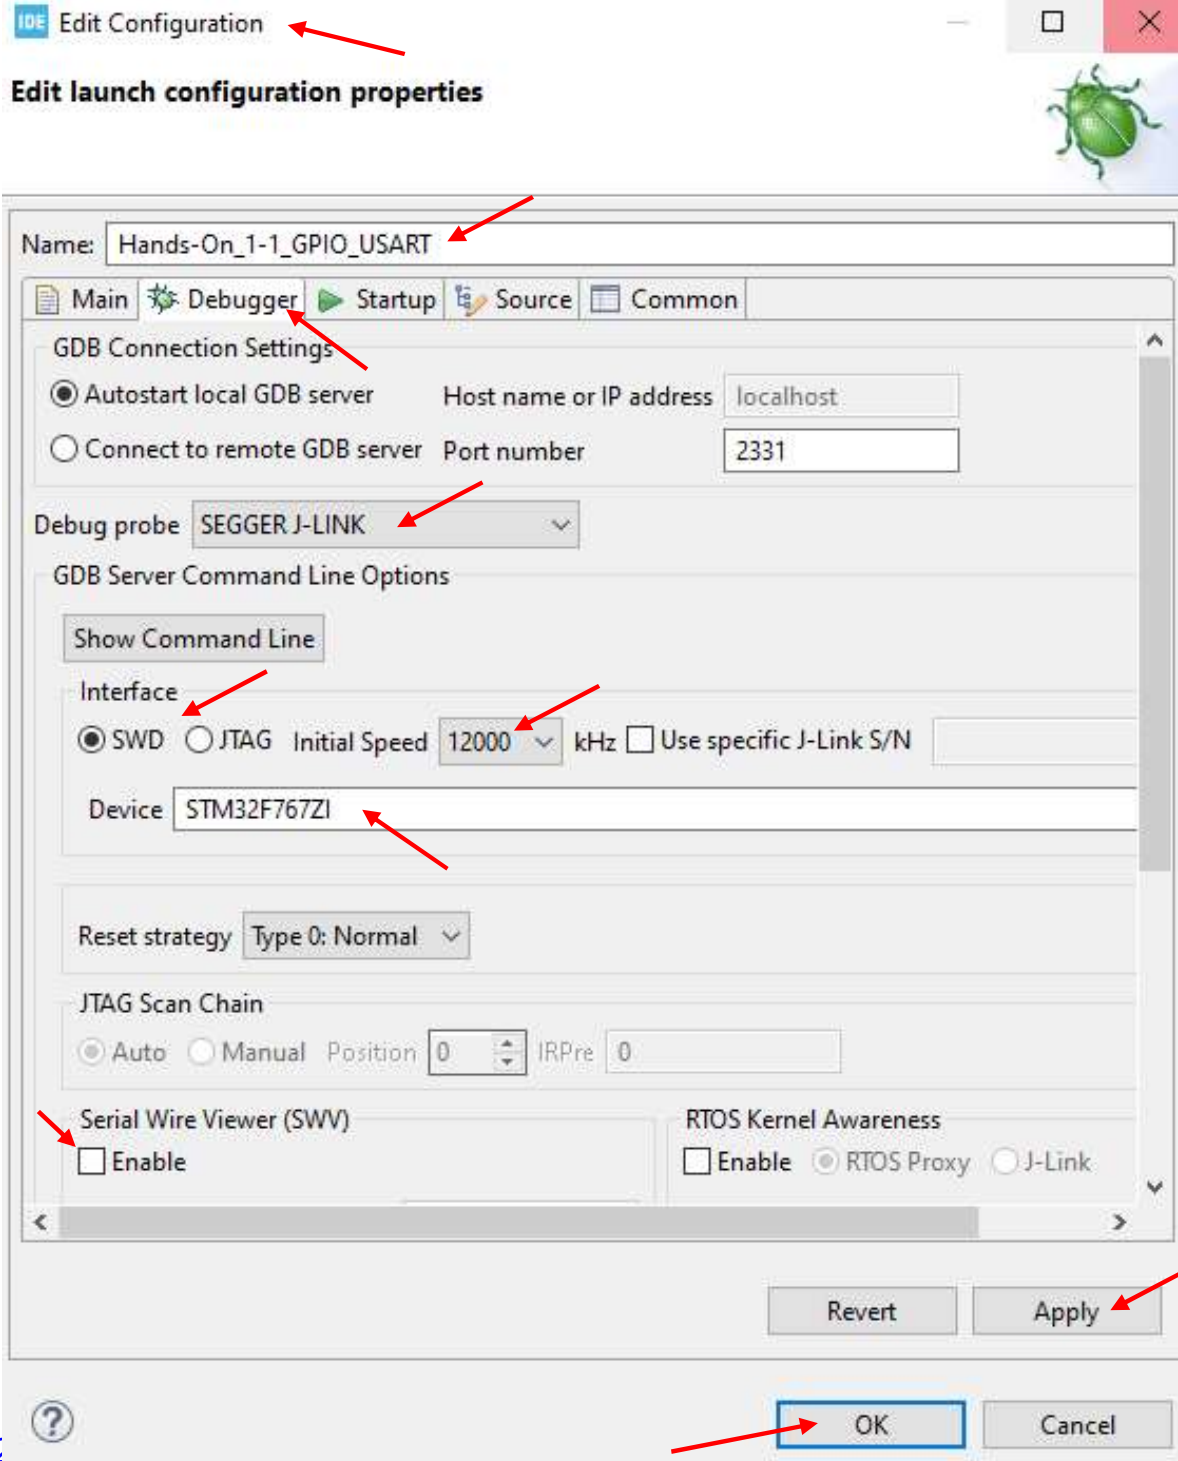 IDE Edit Configuration
Edit launch configuration properties
Name: Hands-On_1-1_GPIO_USART
Main Debugger Startup Source Common
GDB Connection Settings
Autostart local GDB server Host name or IP address localhost
Connect to remote GDB server Port number 2331
Debug probe SEGGER J-LINK
GDB Server Command Line Options
Show Command Line
Interface
SWD JTAG Initial Speed 12000 kHz Use specific J-Link S/N
Device STM32F767ZI
Reset strategy Type 0: Normal
JTAG Scan Chain
Auto Manual Position 0 IRPre 0
Serial Wire Viewer (SWV) RTOS Kernel Awareness
Enable Enable RTOS Proxy J-Link
Revert Apply
? OK Cancel